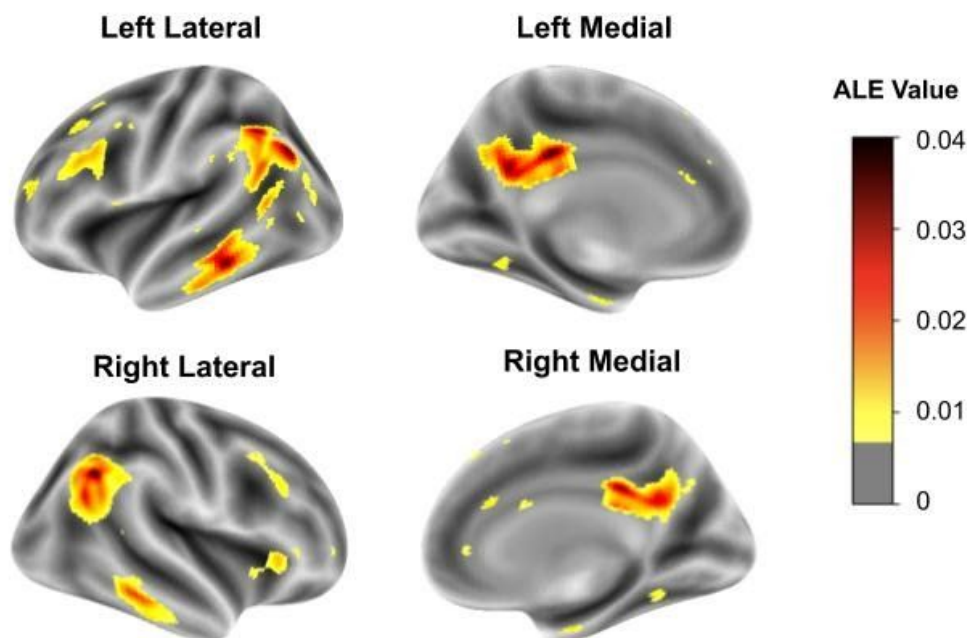 Left Lateral
Left Medial
ALE Value
0.04
0.03
0.02
0.01
0
Right Lateral
Right Medial